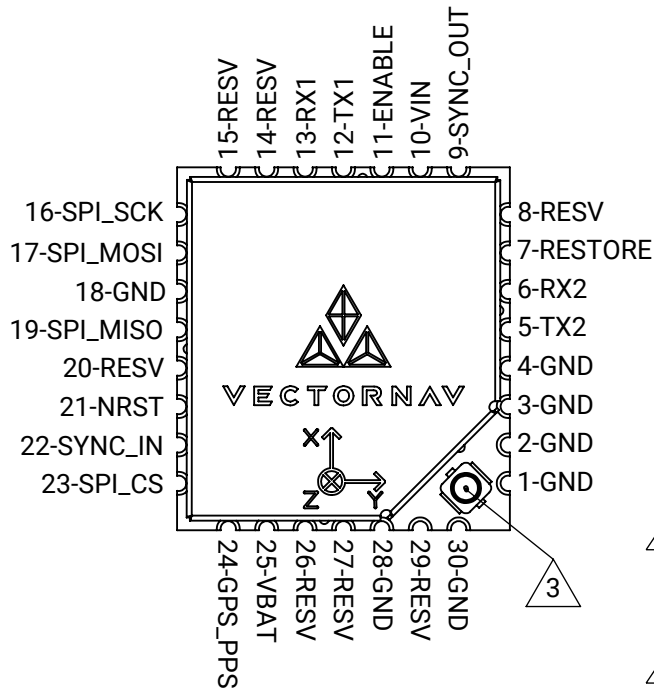 15-RESV
14-RESV
13-RX1
12-TX1
11-ENABLE
10-VIN
9-SYNC_OUT
16-SPI_SCK
17-SPI_MOSI
18-GND
19-SPI_MISO
20-RESV
21-NRST
22-SYNC_IN
23-SPI_CS
8-RESV
7-RESTORE
6-RX2
5-TX2
4-GND
3-GND
2-GND
1-GND
VECTORNAV
X
Z
Y
24-GPS_PPS
25-VBAT
26-RESV
27-RESV
28-GND
29-RESV
30-GND
3